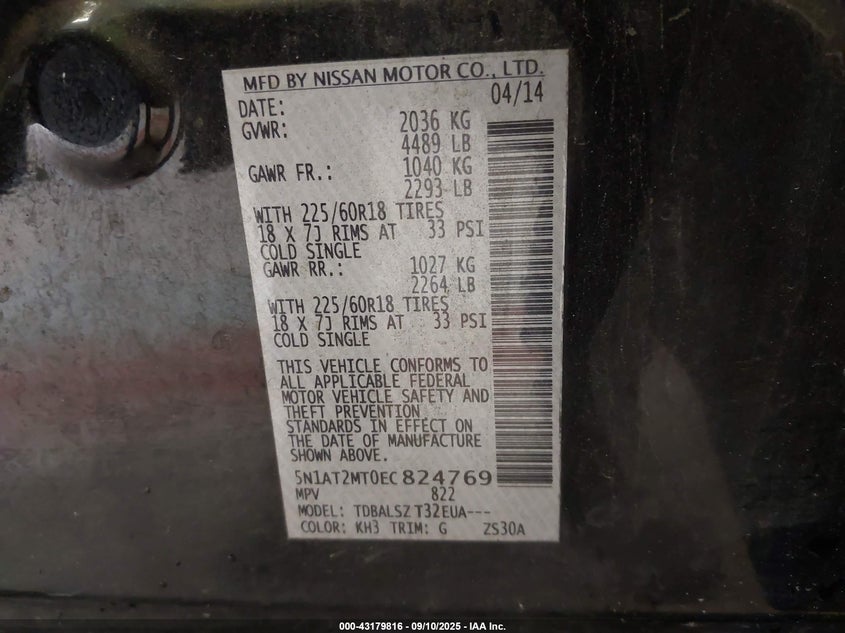 MFD BY NISSAN MOTOR CO., LTD.
DATE: 04/14
GVWR: 2036 KG
4489 LB
GAWR FR.: 1040 KG
2293 LB
WITH 225/60R18 TIRES
18 X 7J RIMS AT 33 PSI
COLD SINGLE
GAWR RR.: 1027 KG
2264 LB
WITH 225/60R18 TIRES
18 X 7J RIMS AT 33 PSI
COLD SINGLE
THIS VEHICLE CONFORMS TO
ALL APPLICABLE FEDERAL
MOTOR VEHICLE SAFETY AND
THEFT PREVENTION
STANDARDS IN EFFECT ON
THE DATE OF MANUFACTURE
SHOWN ABOVE.
5N1AT2MT0EC824769
MPV 822
MODEL: TDBALSZ T32EUA---
COLOR: KH3 TRIM: G ZS30A
000-43179816 - 09/10/2025 - IAA Inc.